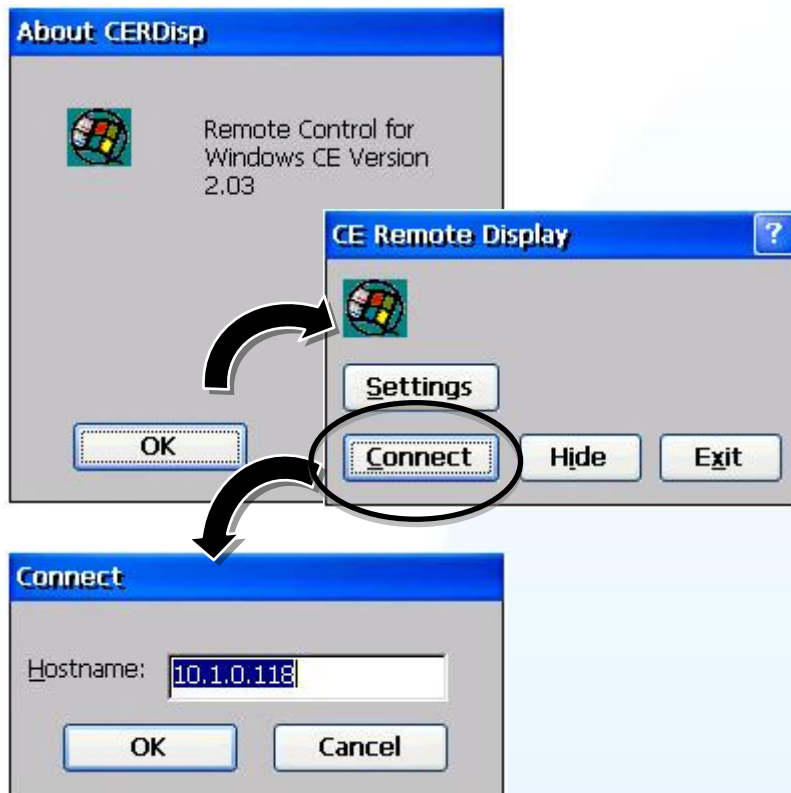 About CERDisp
Remote Control for
Windows CE Version
2.03
OK
CE Remote Display
?
Settings
Connect
Hide
Exit
Connect
Hostname:
10.1.0.118
OK
Cancel